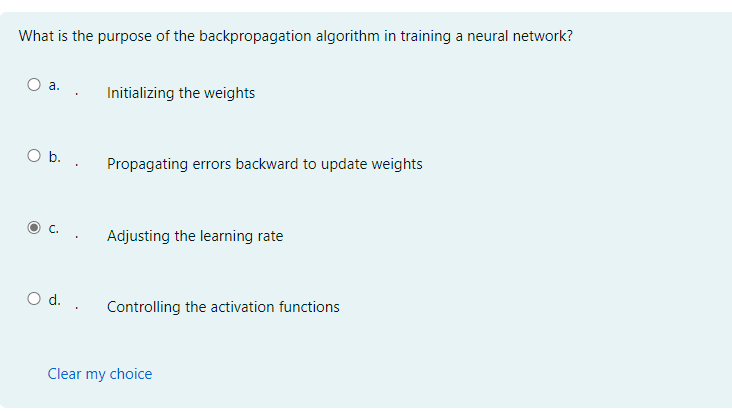 What is the purpose of the backpropagation algorithm in training a neural network?
a. . Initializing the weights
b. . Propagating errors backward to update weights
c. . Adjusting the learning rate
d. . Controlling the activation functions
Clear my choice